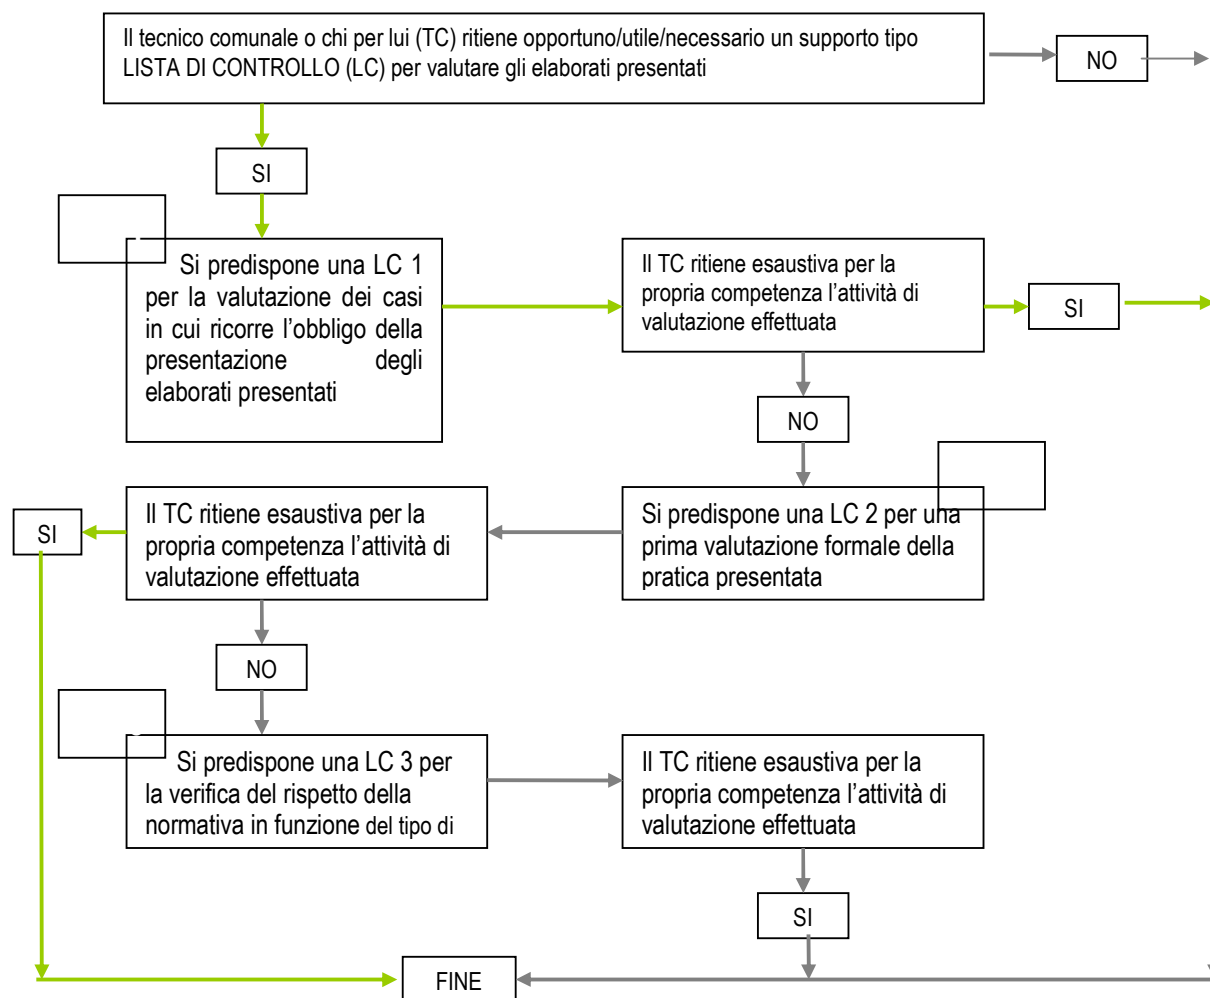 Il tecnico comunale o chi per lui (TC) ritiene opportuno/utile/necessario un supporto tipo
LISTA DI CONTROLLO (LC) per valutare gli elaborati presentati
NO
SI
Si predispone una LC 1
per la valutazione dei casi
in cui ricorre l’obbligo della
presentazione degli
elaborati presentati
Il TC ritiene esaustiva per la
propria competenza l’attività di
valutazione effettuata
SI
NO
Si predispone una LC 2 per una
prima valutazione formale della
pratica presentata
Il TC ritiene esaustiva per la
propria competenza l’attività di
valutazione effettuata
SI
NO
Si predispone una LC 3 per
la verifica del rispetto della
normativa in funzione del tipo di
Il TC ritiene esaustiva per la
propria competenza l’attività di
valutazione effettuata
SI
FINE